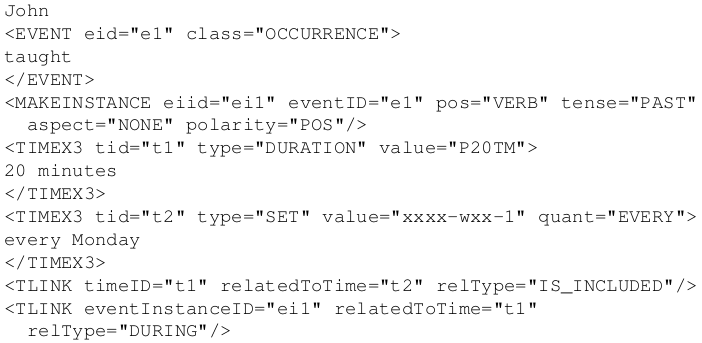 John
<EVENT eid="e1" class="OCCURRENCE">
taught
</EVENT>
<MAKEINSTANCE eiid="ei1" eventID="e1" pos="VERB" tense="PAST"
aspect="NONE" polarity="POS"/>
<TIMEX3 tid="t1" type="DURATION" value="P20TM">
20 minutes
</TIMEX3>
<TIMEX3 tid="t2" type="SET" value="xxxx-wxx-1" quant="EVERY">
every Monday
</TIMEX3>
<TLINK timeID="t1" relatedToTime="t2" relType="IS_INCLUDED"/>
<TLINK eventInstanceID="ei1" relatedToTime="t1"
relType="DURING"/>